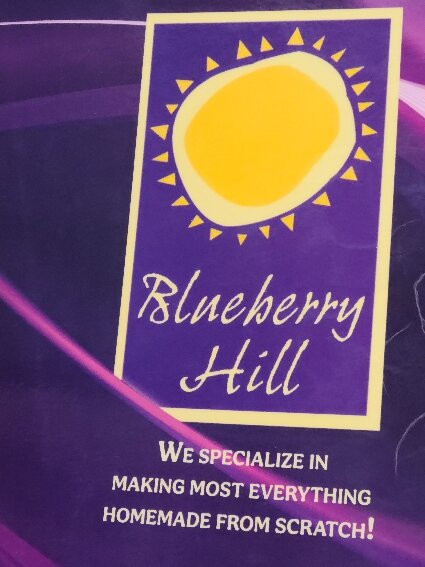 Blueberry
Hill
WE SPECIALIZE IN
MAKING MOST EVERYTHING
HOMEMADE FROM SCRATCH!